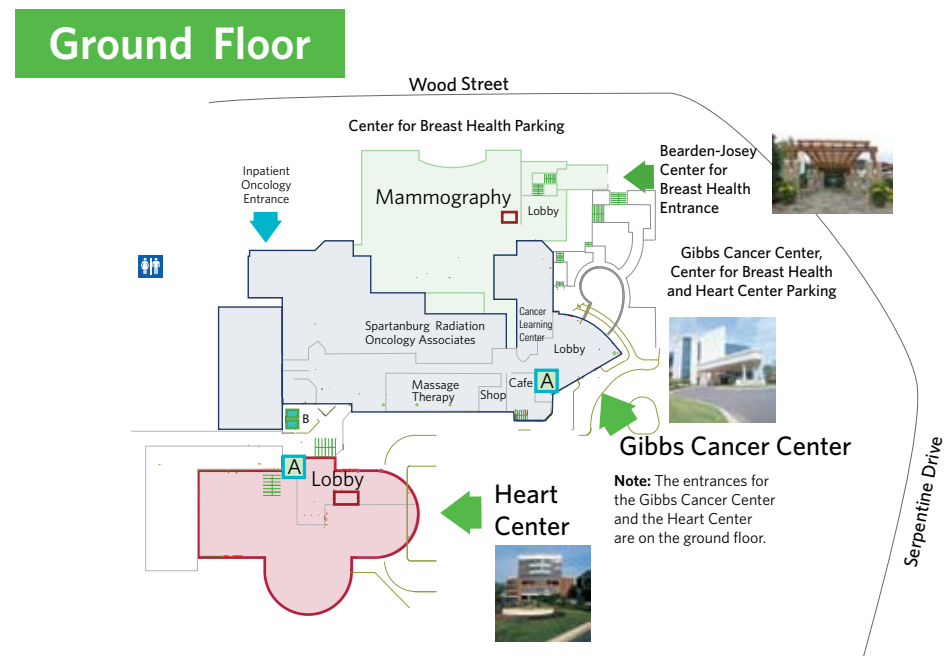 Ground Floor
Wood Street
Center for Breast Health Parking
Inpatient
Oncology
Entrance
Mammography
Lobby
Bearden-Josey
Center for
Breast Health
Entrance
Gibbs Cancer Center,
Center for Breast Health
and Heart Center Parking
Spartanburg Radiation
Oncology Associates
Cancer
Learning
Center
Lobby
Massage
Therapy
Shop
Cafe
A
B
Gibbs Cancer Center
Note: The entrances for
the Gibbs Cancer Center
and the Heart Center
are on the ground floor.
A
Lobby
Heart
Center
Serpentine Drive